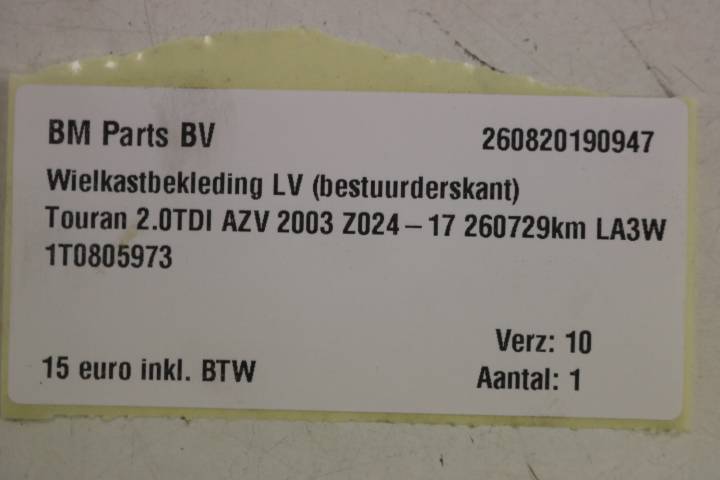 BM Parts BV 260820190947
Wielkastbekleding LV (bestuurderskant)
Touran 2.0TDI AZV 2003 Z024-17 260729km LA3W
1T0805973
Verz: 10
15 euro inkl. BTW Aantal: 1